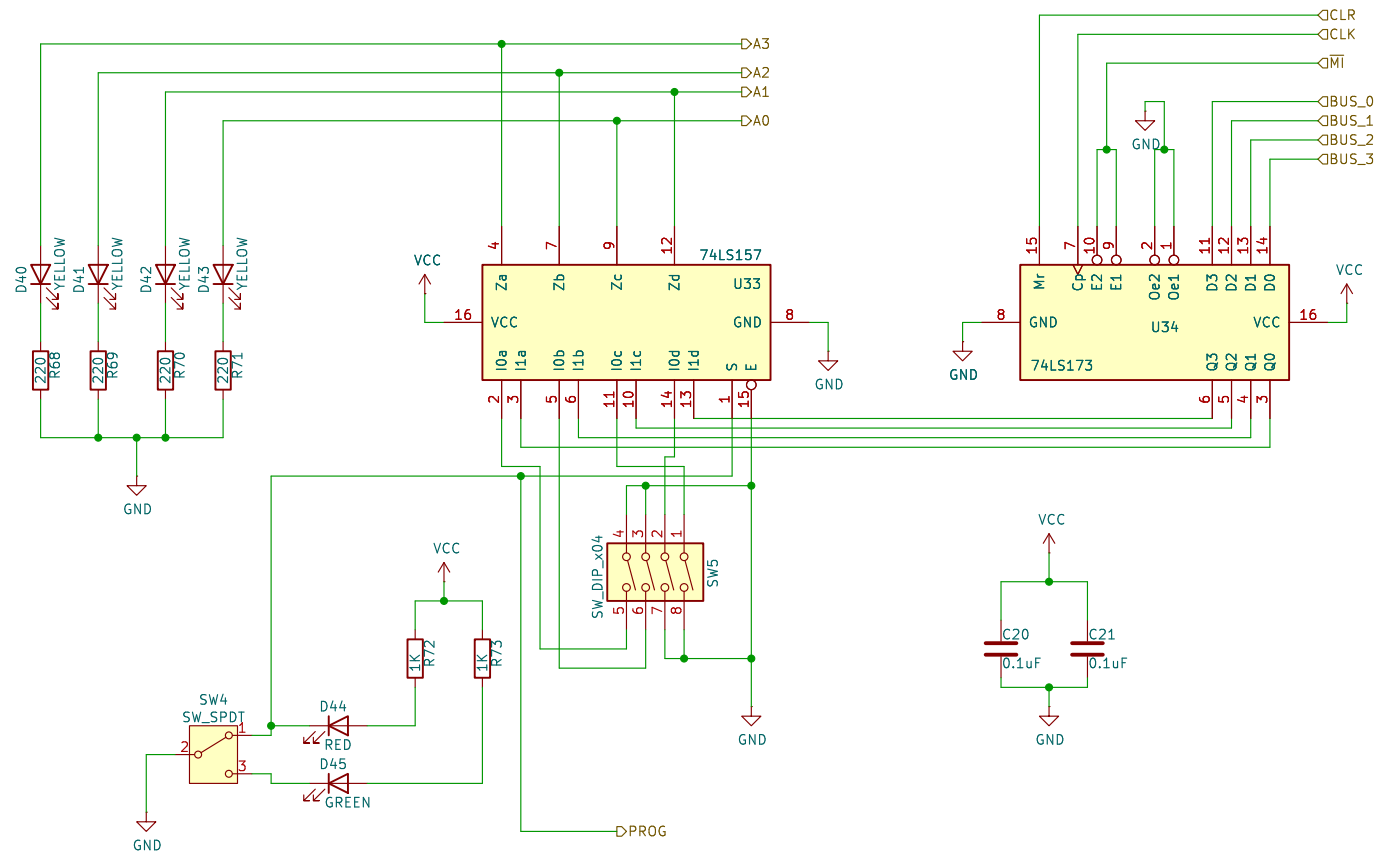 CLR
CLK
A3
MI
A2
A1
BUS_0
A0
BUS_1
GND
BUS_2
BUS_3
D40
YELLOW
D41
YELLOW
D42
YELLOW
D43
YELLOW
220
R68
220
R69
220
R70
220
R71
GND
VCC
16
4
7
9
12
74LS157
U33
Za
Zb
Zc
Zd
VCC
GND
8
GND
I0a
I1a
I0b
I1b
I0c
I1c
I0d
I1d
S
E
2
3
5
6
11
10
14
13
1
15
15
7
10
9
2
1
11
12
13
14
Mr
Cp
E2
E1
Oe2
Oe1
D3
D2
D1
D0
VCC
8
GND
U34
VCC
16
GND
74LS173
Q3
Q2
Q1
Q0
6
5
4
3
SW_DIP_x04
4
3
2
1
5
6
7
8
SW5
GND
VCC
1K
R72
1K
R73
SW4
SW_SPDT
1
2
3
D44
RED
D45
GREEN
GND
PROG
VCC
C20
0.1uF
C21
0.1uF
GND